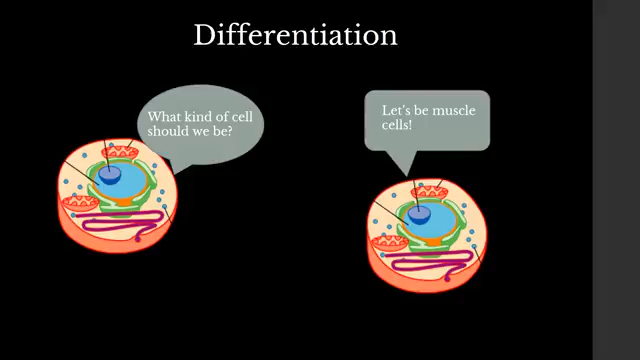 Differentiation
What kind of cell
should we be?
Let's be muscle
cells!